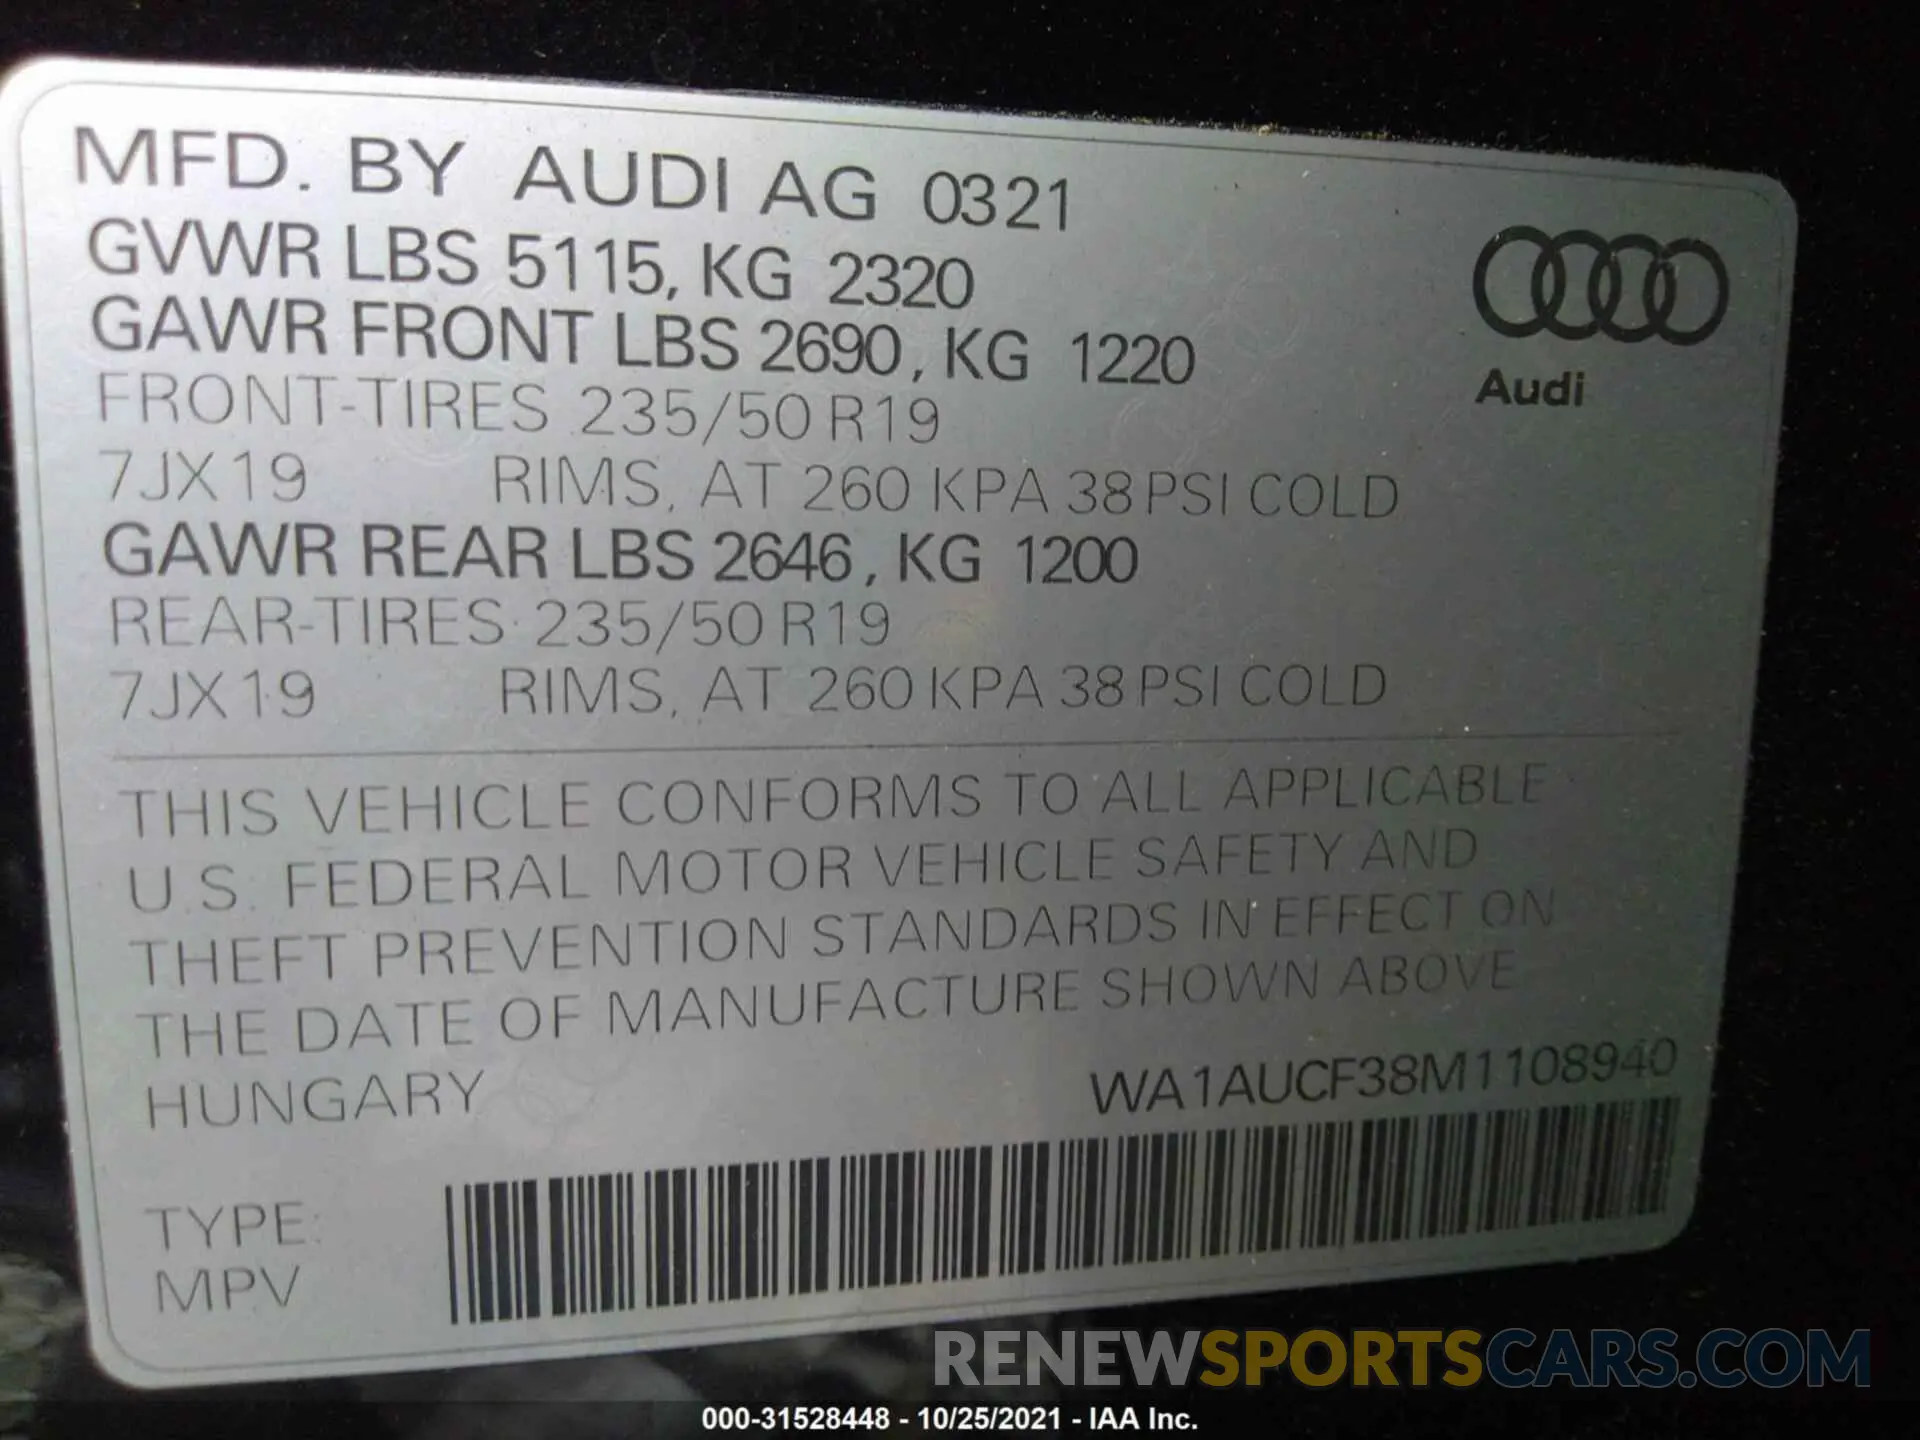 MFD. BY AUDI AG 0321
GVWR LBS 5115, KG 2320
GAWR FRONT LBS 2690, KG 1220
FRONT-TIRES 235/50 R19
7JX19 RIMS, AT 260 KPA 38 PSI COLD
GAWR REAR LBS 2646, KG 1200
REAR-TIRES 235/50 R19
7JX19 RIMS, AT 260 KPA 38 PSI COLD
Audi
THIS VEHICLE CONFORMS TO ALL APPLICABLE
U.S. FEDERAL MOTOR VEHICLE SAFETY AND
THEFT PREVENTION STANDARDS IN EFFECT ON
THE DATE OF MANUFACTURE SHOWN ABOVE
HUNGARY WA1AUCF38M1108940
TYPE:
MPV
RENEWSPORTSCARS.COM
000-31528448 - 10/25/2021 - IAA Inc.